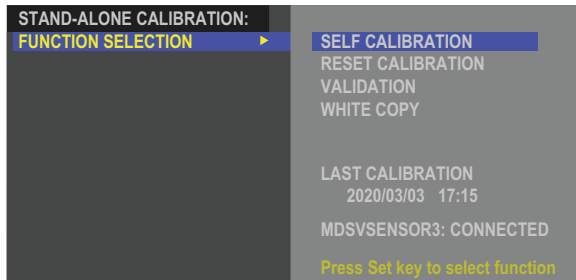 STAND-ALONE CALIBRATION:
FUNCTION SELECTION
SELF CALIBRATION
RESET CALIBRATION
VALIDATION
WHITE COPY
LAST CALIBRATION
2020/03/03 17:15
MDSVSENSOR3: CONNECTED
Press Set key to select function